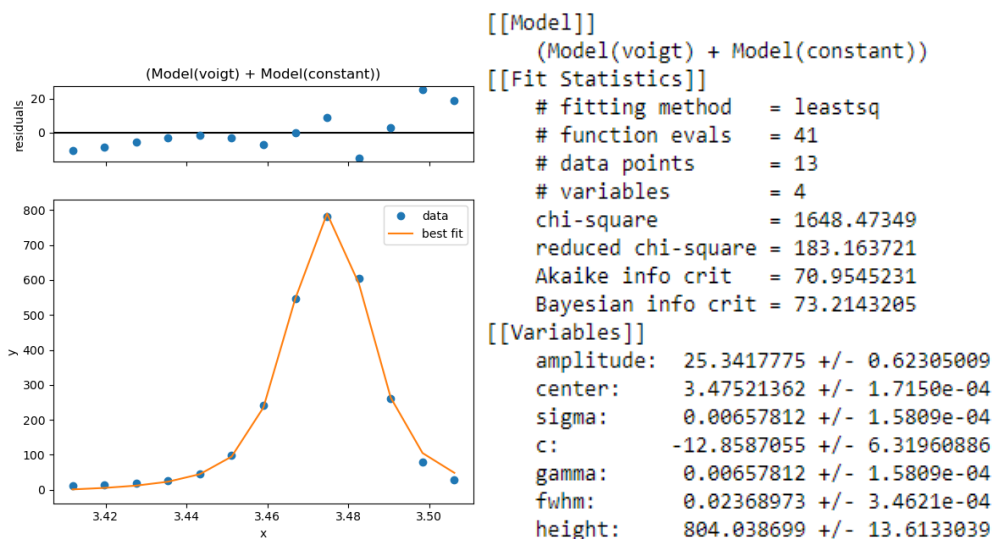 (Model(voigt) + Model(constant))
20
0
residuals
800
700
600
500
400
300
200
100
0
y
data
best fit
3.42
3.44
3.46
3.48
3.50
x
[[Model]]
(Model(voigt) + Model(constant))
[[Fit Statistics]]
# fitting method = leastsq
# function evals = 41
# data points = 13
# variables = 4
chi-square = 1648.47349
reduced chi-square = 183.163721
Akaike info crit = 70.9545231
Bayesian info crit = 73.2143205
[[Variables]]
amplitude: 25.3417775 +/- 0.62305009
center: 3.47521362 +/- 1.7150e-04
sigma: 0.00657812 +/- 1.5809e-04
c: -12.8587055 +/- 6.31960886
gamma: 0.00657812 +/- 1.5809e-04
fwhm: 0.02368973 +/- 3.4621e-04
height: 804.038699 +/- 13.6133039